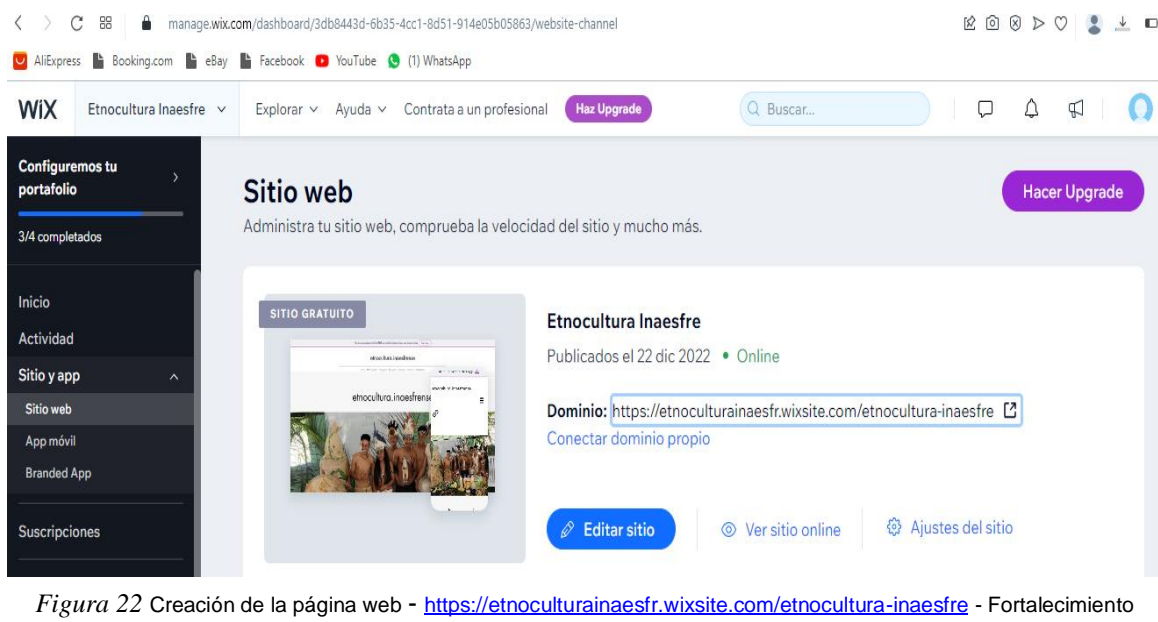 manage.wix.com/dashboard/3db8443d-6b35-4cc1-8d51-914e05b05863/website-channel
AliExpress Booking.com eBay Facebook YouTube (1) WhatsApp
WiX Etnocultura Inaesfre Explorar Ayuda Contrata a un profesional Haz Upgrade Buscar...
Configuremos tu
portafolio
3/4 completados
Inicio
Actividad
Sitio y app
Sitio web
App móvil
Branded App
Suscripciones
Sitio web
Hacer Upgrade
Administra tu sitio web, comprueba la velocidad del sitio y mucho más.
SITIO GRATUITO
etnocultura.inaesfrense
Etnocultura Inaesfre
Publicados el 22 dic 2022 • Online
Dominio: https://etnoculturainaesfr.wixsite.com/etnocultura-inaesfre
Conectar dominio propio
Editar sitio Ver sitio online Ajustes del sitio
Figura 22 Creación de la página web - https://etnoculturainaesfr.wixsite.com/etnocultura-inaesfre - Fortalecimiento